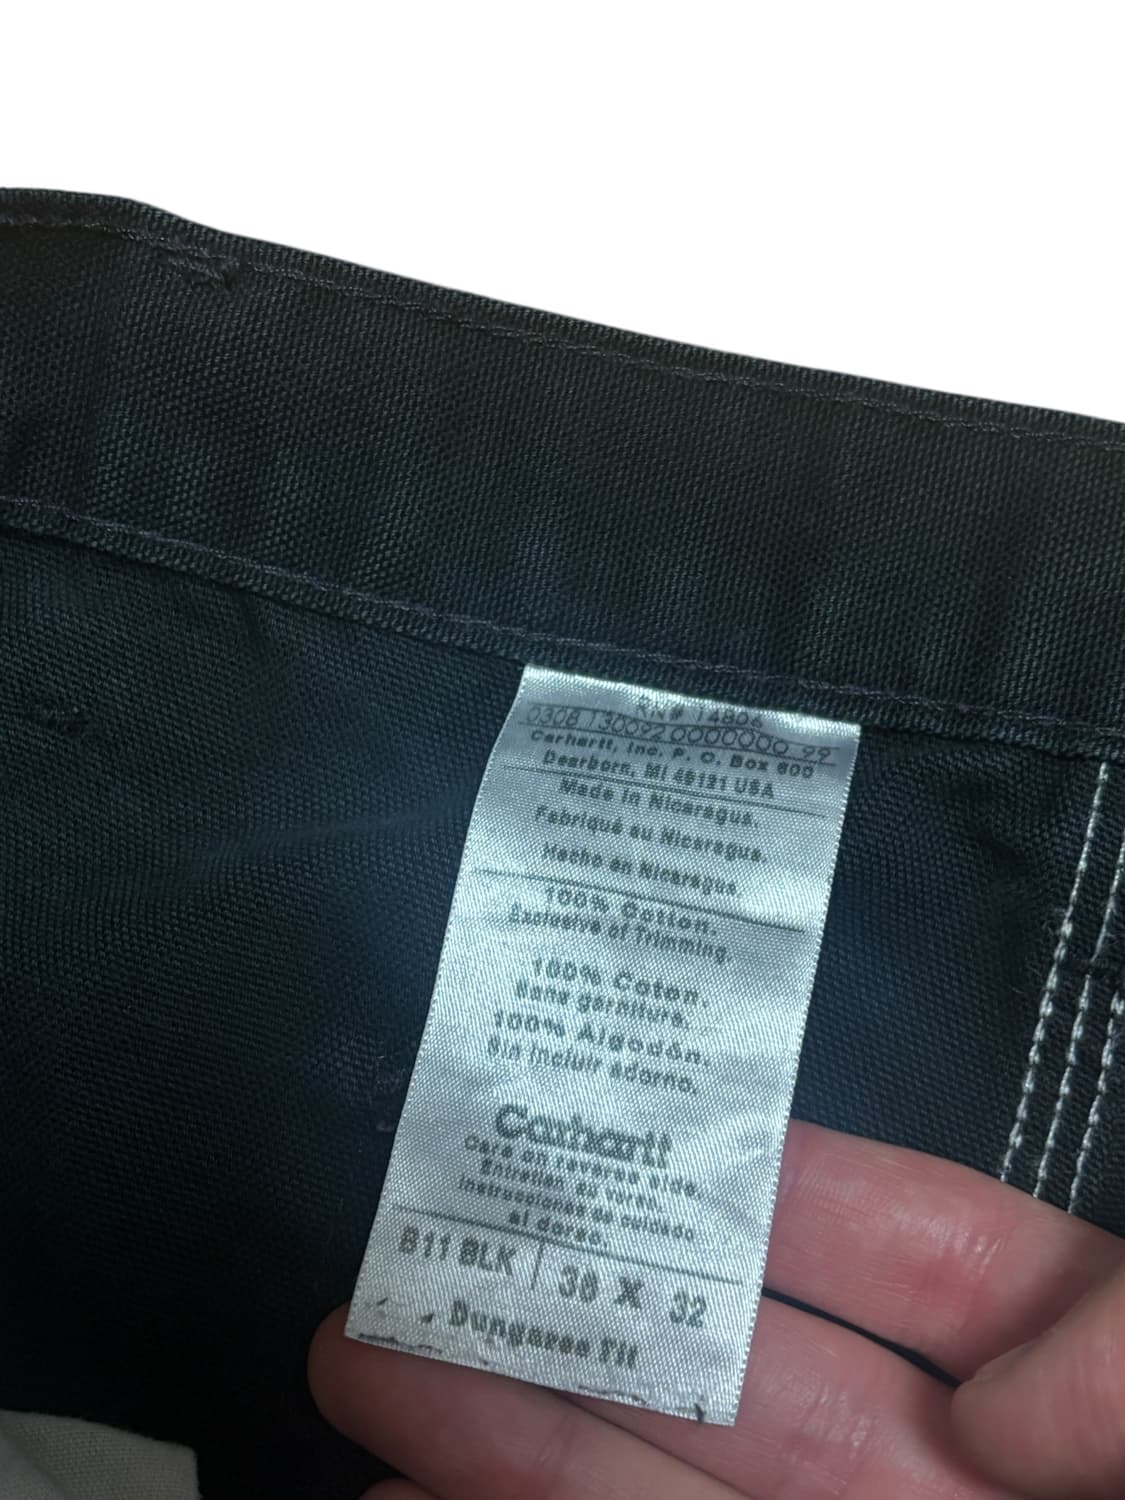 RN# 14806
0308 1300920000000 99
Carhartt, Inc. P. O. Box 600
Dearborn, MI 48121 USA
Made in Nicaragua.
Fabriqué au Nicaragua.
Hecho en Nicaragua
100% Cotton.
Exclusive of Trimming.
100% Coton.
Sans garniture.
100% Algodón.
Sin incluir adorno.
Carhartt
Care on reverse side.
Entretien au verso.
Instrucciones de cuidado
al dorso.
B11 BLK | X 32
Dungaree Fit